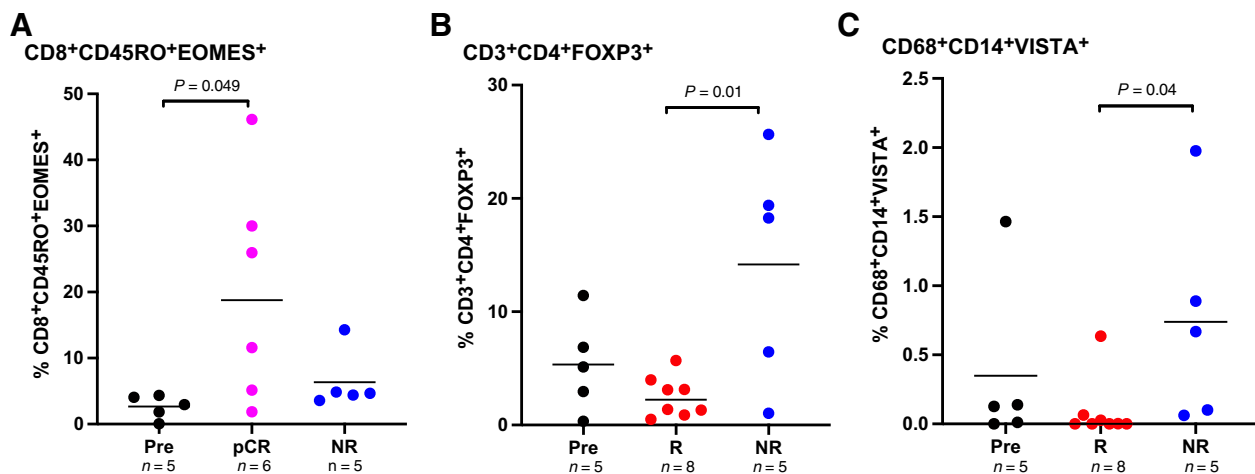 A
CD8⁺CD45RO⁺EOMES⁺
P = 0.049
% CD8⁺CD45RO⁺EOMES⁺
50
40
30
20
10
0
Pre pCR NR
n = 5 n = 6 n = 5
B
CD3⁺CD4⁺FOXP3⁺
P = 0.01
% CD3⁺CD4⁺FOXP3⁺
30
20
10
0
Pre R NR
n = 5 n = 8 n = 5
C
CD68⁺CD14⁺VISTA⁺
P = 0.04
% CD68⁺CD14⁺VISTA⁺
2.5
2.0
1.5
1.0
0.5
0.0
Pre R NR
n = 5 n = 8 n = 5